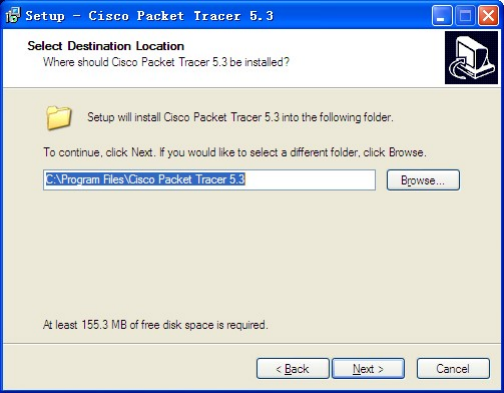 Setup - Cisco Packet Tracer 5.3
Select Destination Location
Where should Cisco Packet Tracer 5.3 be installed?
Setup will install Cisco Packet Tracer 5.3 into the following folder.
To continue, click Next. If you would like to select a different folder, click Browse.
C:\Program Files\Cisco Packet Tracer 5.3
Browse...
At least 155.3 MB of free disk space is required.
< Back
Next >
Cancel